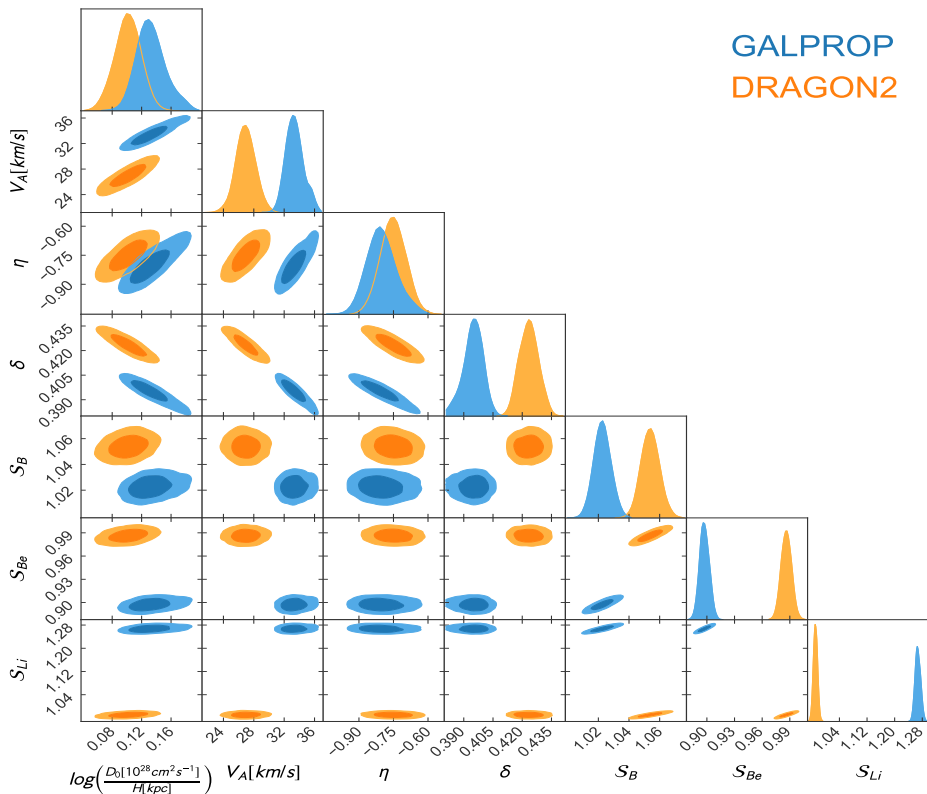 GALPROP
DRAGON2
V_A[km/s]
36
33
28
24
η
−0.60
−0.75
−0.90
δ
0.435
0.420
0.405
0.390
S_B
1.06
1.04
1.02
S_Be
0.99
0.96
0.93
0.90
S_Li
1.28
1.20
1.12
1.04
0.08 0.12 0.16
24 28 32 36
−0.90 −0.75 −0.60
0.390 0.405 0.420 0.435
1.02 1.04 1.06
0.90 0.93 0.96 0.99
1.04 1.12 1.20 1.28
log(D_0[10^28 cm^2 s^−1]/H[kpc]) V_A[km/s] η δ S_B S_Be S_Li